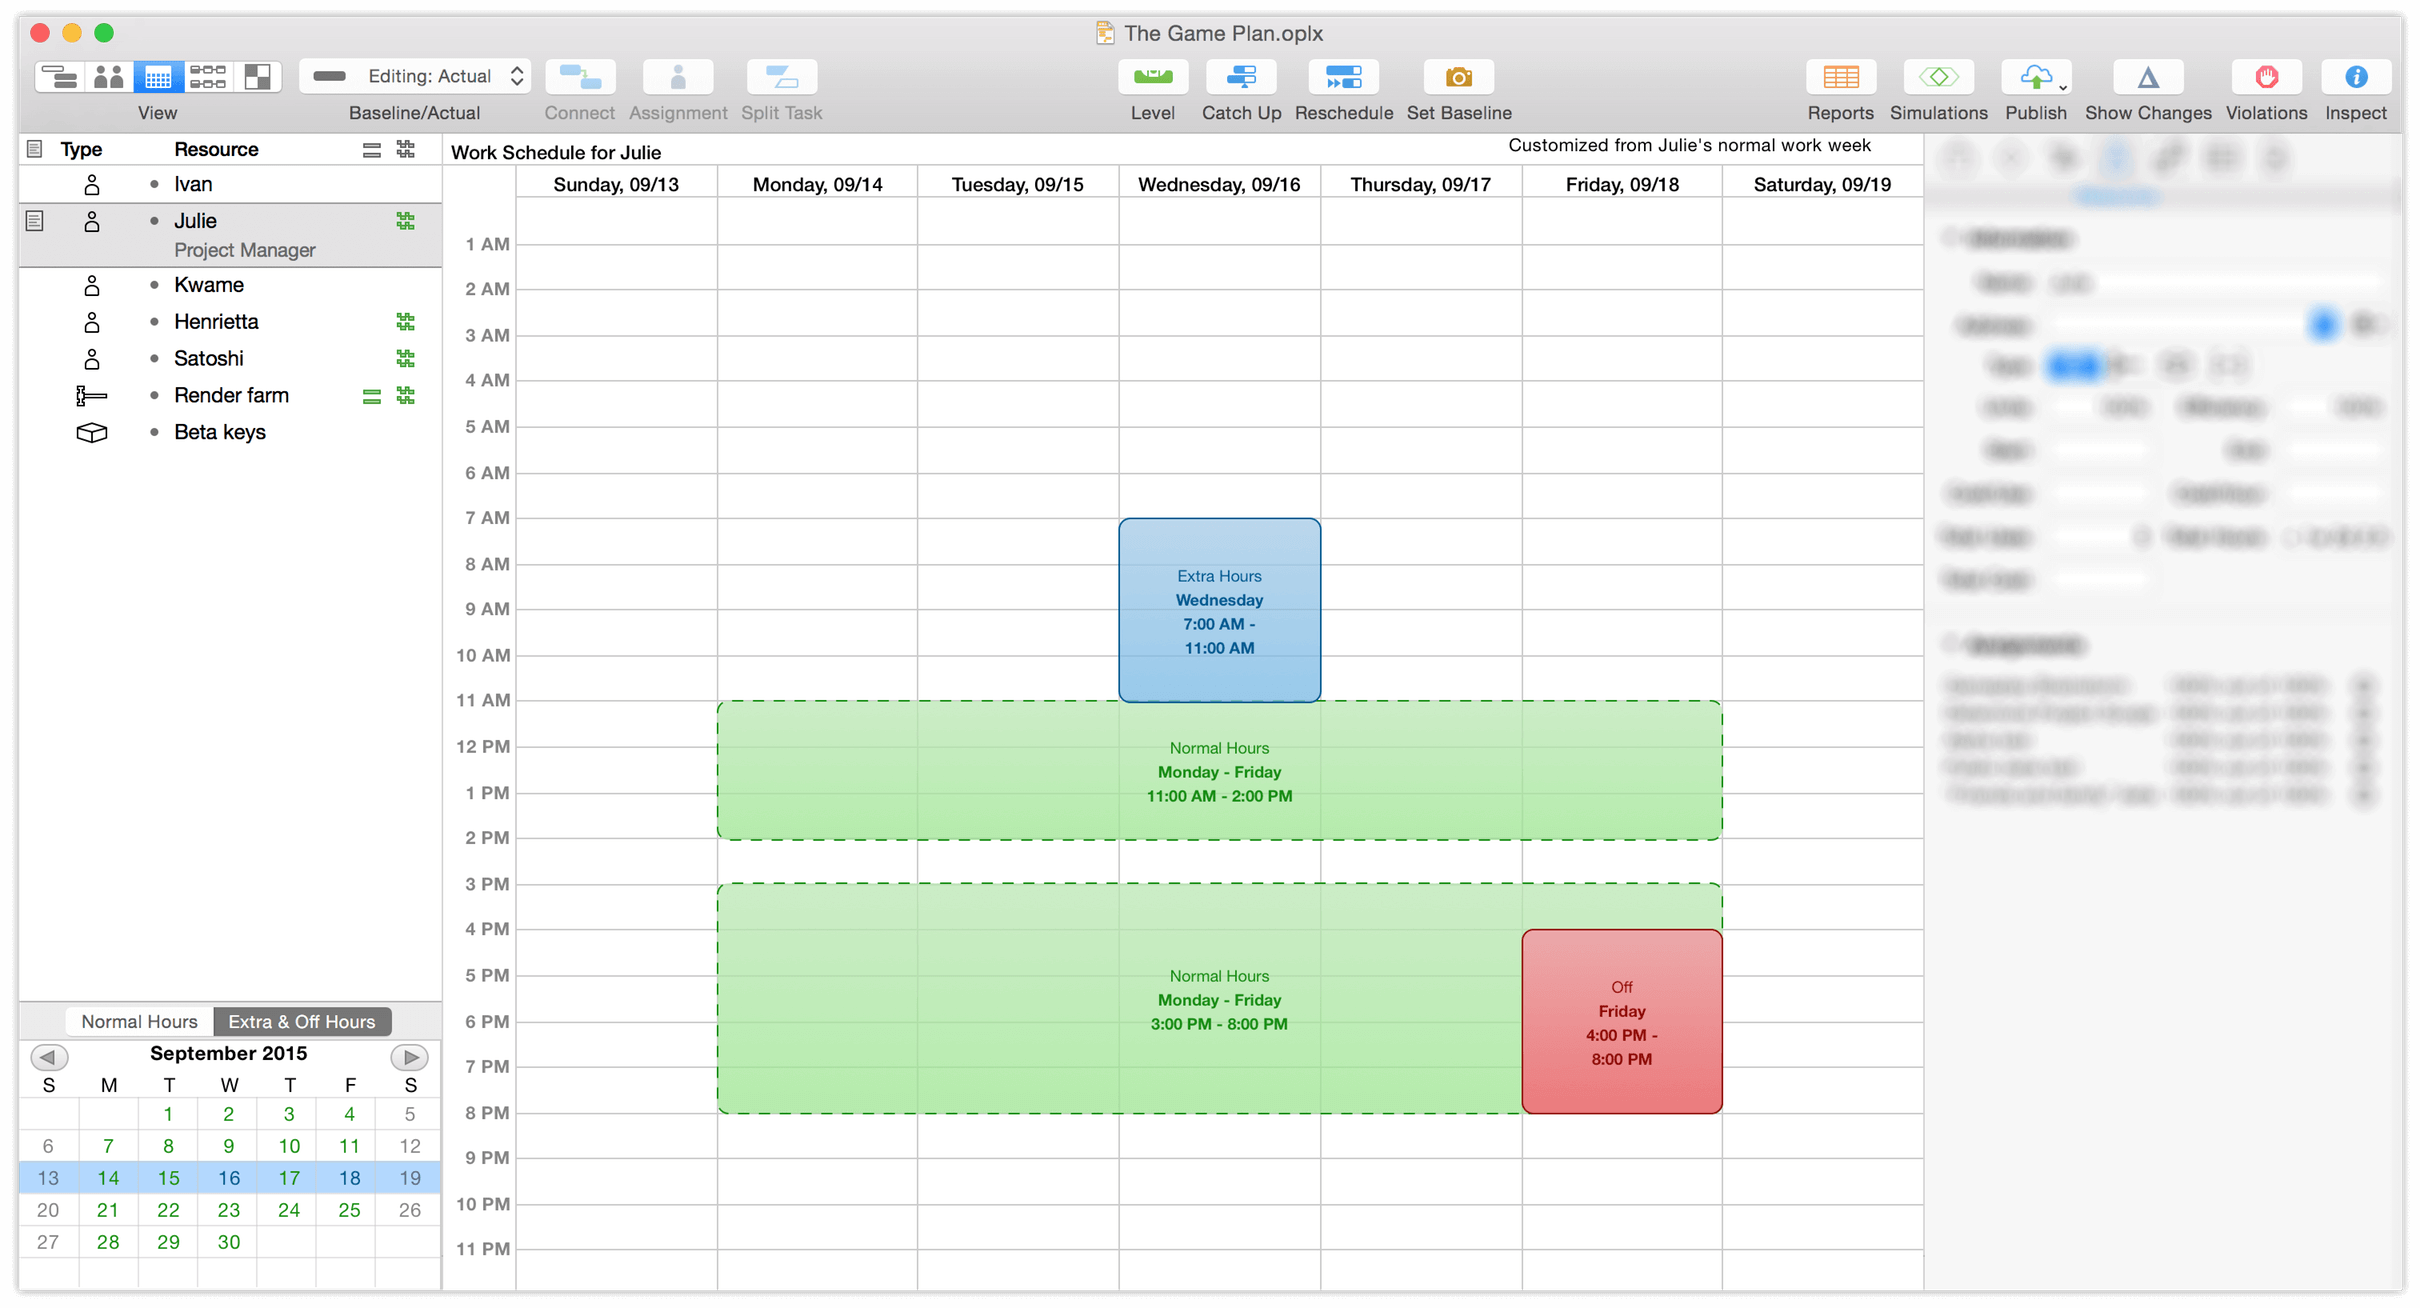 The Game Plan.oplx
Editing: Actual
View
Baseline/Actual
Connect
Assignment
Split Task
Level
Catch Up
Reschedule
Set Baseline
Reports
Simulations
Publish
Show Changes
Violations
Inspect
Type Resource
Ivan
Julie
Project Manager
Kwame
Henrietta
Satoshi
Render farm
Beta keys
Normal Hours
Extra & Off Hours
September 2015
S M T W T F S
1 2 3 4 5
6 7 8 9 10 11 12
13 14 15 16 17 18 19
20 21 22 23 24 25 26
27 28 29 30
Work Schedule for Julie
Customized from Julie's normal work week
Sunday, 09/13
Monday, 09/14
Tuesday, 09/15
Wednesday, 09/16
Thursday, 09/17
Friday, 09/18
Saturday, 09/19
1 AM
2 AM
3 AM
4 AM
5 AM
6 AM
7 AM
8 AM
9 AM
10 AM
11 AM
12 PM
1 PM
2 PM
3 PM
4 PM
5 PM
6 PM
7 PM
8 PM
9 PM
10 PM
11 PM
Extra Hours
Wednesday
7:00 AM -
11:00 AM
Normal Hours
Monday - Friday
11:00 AM - 2:00 PM
Normal Hours
Monday - Friday
3:00 PM - 8:00 PM
Off
Friday
4:00 PM -
8:00 PM